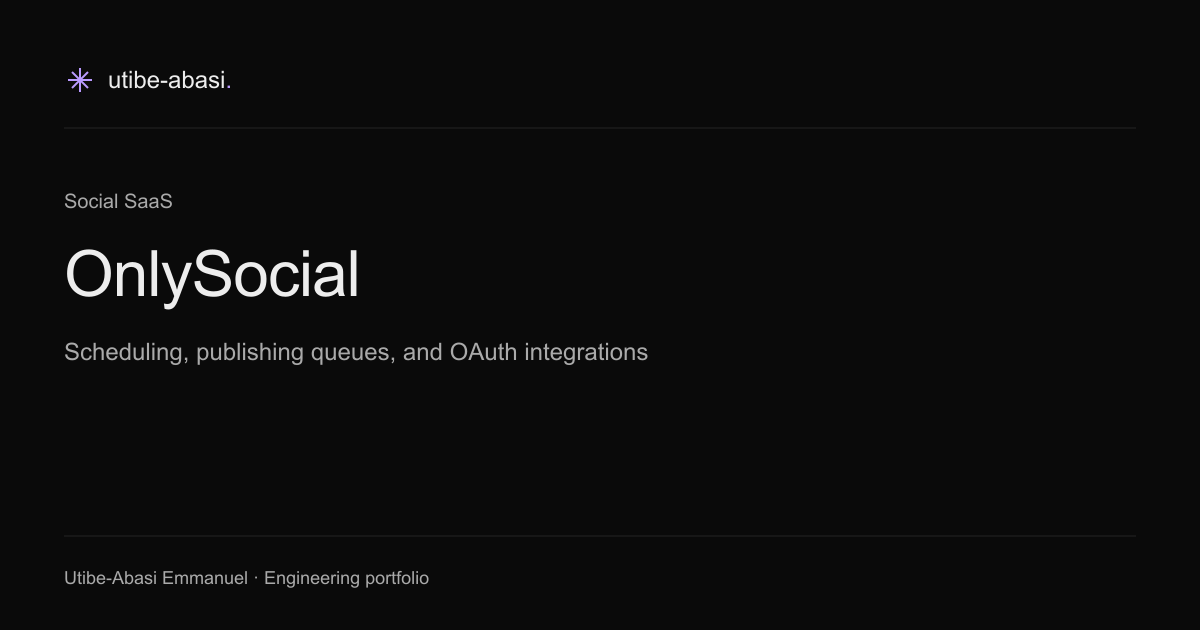 utibe-abasi.
Social SaaS
OnlySocial
Scheduling, publishing queues, and OAuth integrations
Utibe-Abasi Emmanuel · Engineering portfolio